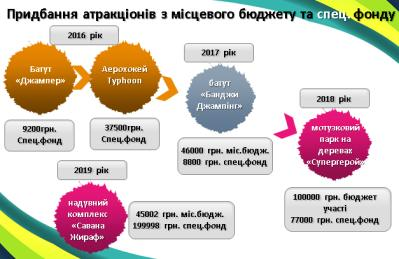 Придбання атракціонів з місцевого бюджету та спец. фонду
2016 рік
Батут
«Джампер»
Аерохокей
Typhoon
9200грн.
Спец.фонд
37500грн.
Спец.фонд
2017 рік
батут
«Банджи
Джампінг»
46000 грн. міс.бюдж.
8800 грн. спец.фонд
2018 рік
мотузковий
парк на
деревах
«Супергерой»
100000 грн. бюджет
участі
77000 грн. спец.фонд
2019 рік
надувний
комплекс
«Савана
Жираф»
45002 грн. міс.бюдж.
199998 грн. спец.фонд